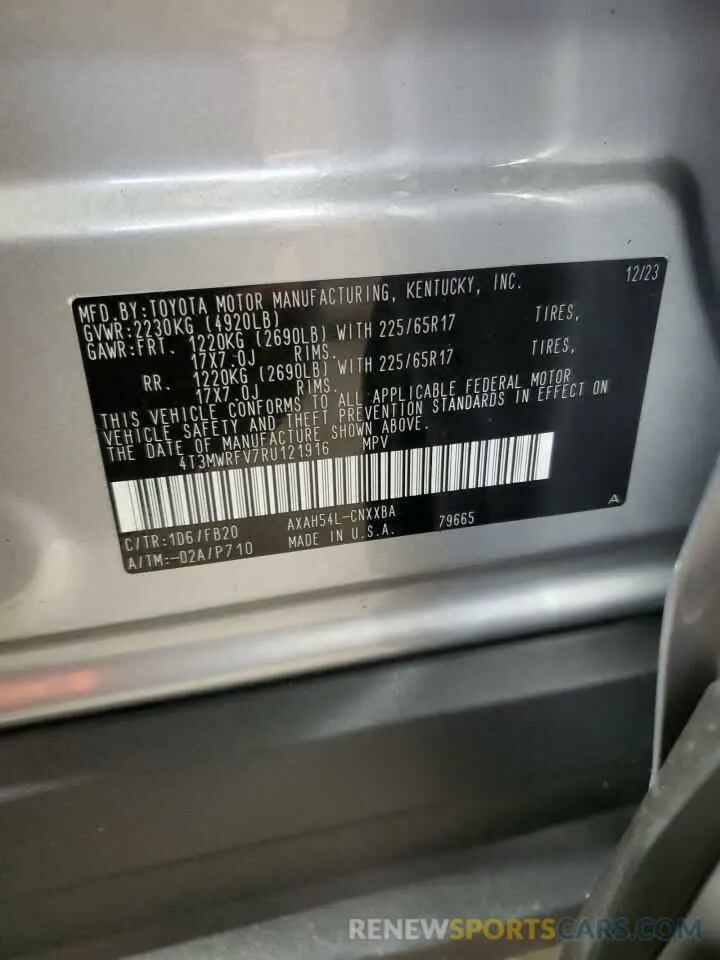 MFD.BY:TOYOTA MOTOR MANUFACTURING, KENTUCKY, INC. 12/23
GVWR:2230KG (4920LB)
GAWR:FRT. 1220KG (2690LB) WITH 225/65R17 TIRES,
17X7.0J RIMS.
RR. 1220KG (2690LB) WITH 225/65R17 TIRES,
17X7.0J RIMS.
THIS VEHICLE CONFORMS TO ALL APPLICABLE FEDERAL MOTOR
VEHICLE SAFETY AND THEFT PREVENTION STANDARDS IN EFFECT ON
THE DATE OF MANUFACTURE SHOWN ABOVE.
4T3MWRFV7RU121916 MPV
C/TR:1D6/FB20 AXAH54L-CNXXBA 79665 A
A/TM:-02A/P710 MADE IN U.S.A.
RENEWSPORTSCARS.COM